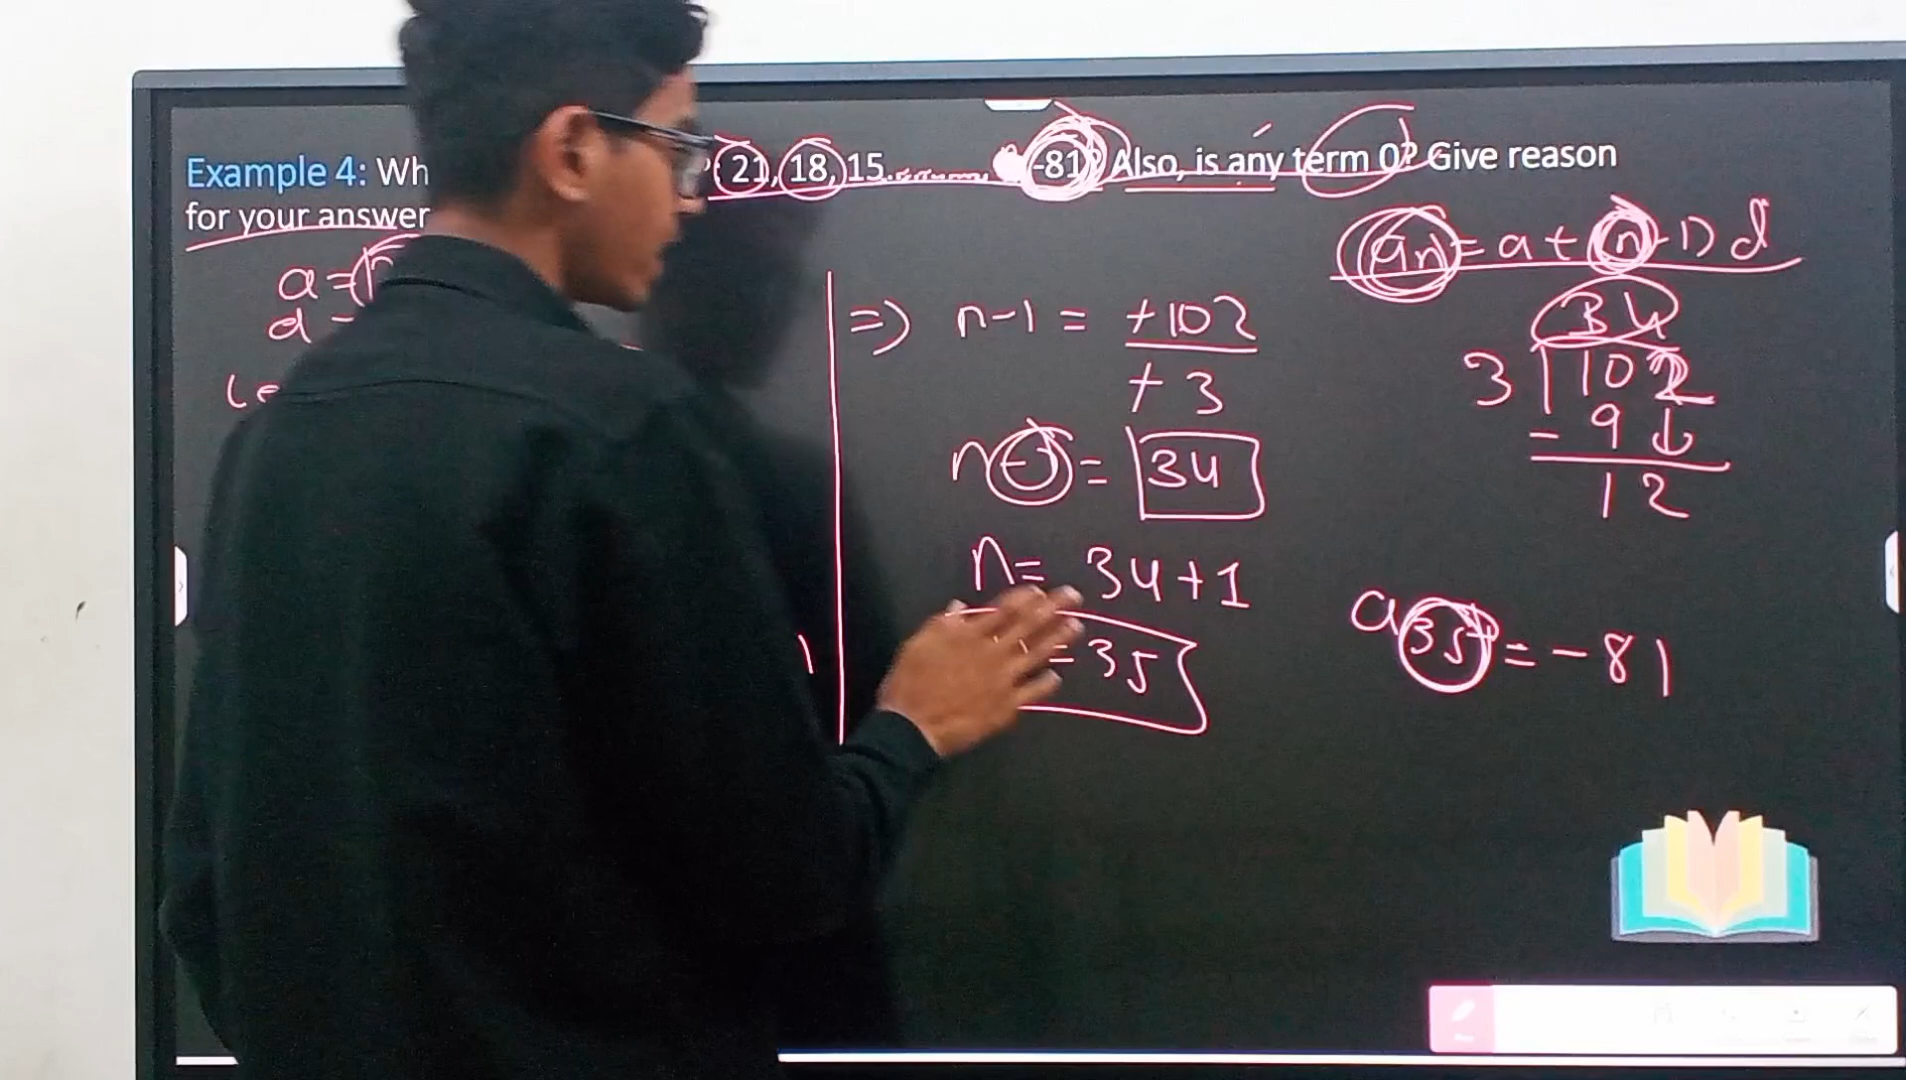 Example 4: Wh 21, 18, 15........ -81? Also, is any term 0? Give reason
for your answer
an = a + (n-1) d
a =
d -
Le
=> n-1 = +102
+ 3
n-1 = 34
n = 34+1
= 35
34
3 102
- 9 ↓
12
a35 = -81